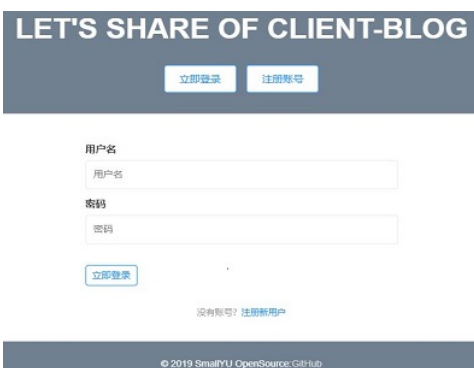 LET'S SHARE OF CLIENT-BLOG
立即登录 注册账号
用户名
用户名
密码
密码
立即登录
没有账号? 注册新用户
© 2019 SmallYU OpenSource:GitHub